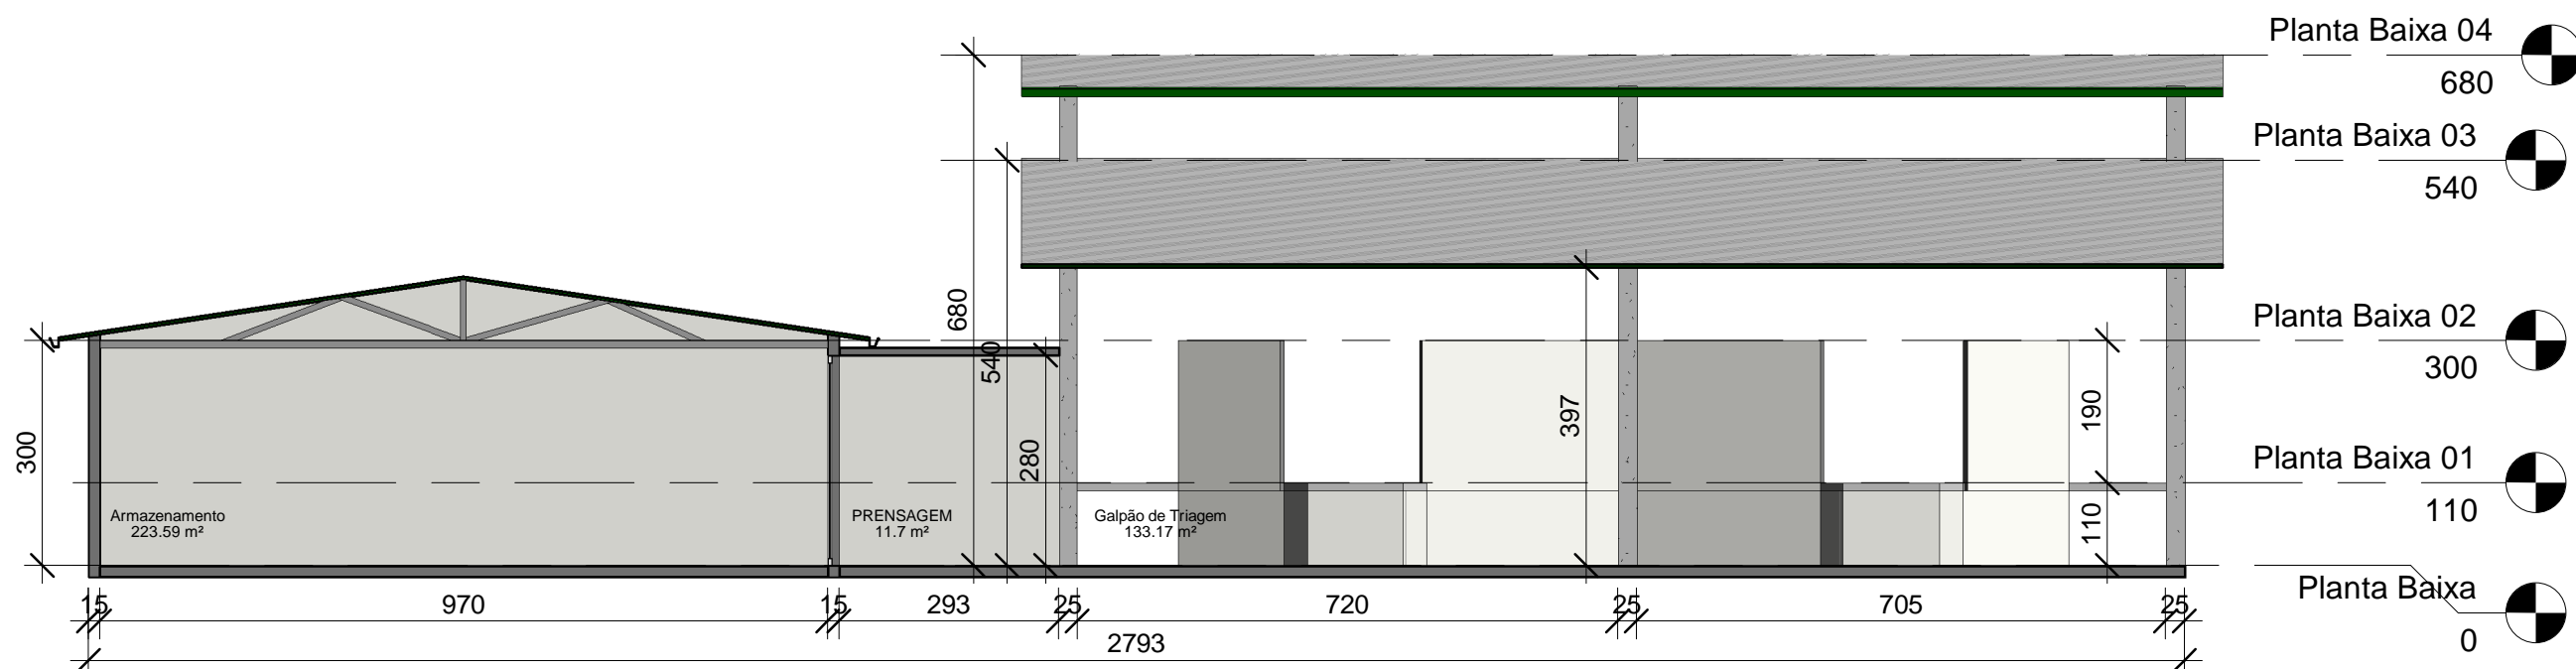 Planta Baixa 04
680
Planta Baixa 03
540
680
Planta Baixa 02
300
540
397
190
300
280
Planta Baixa 01
110
110
Armazenamento
223.59 m²
PRENSAGEM
11.7 m²
Galpão de Triagem
133.17 m²
Planta Baixa
0
15
970
15
293
25
720
25
705
25
2793